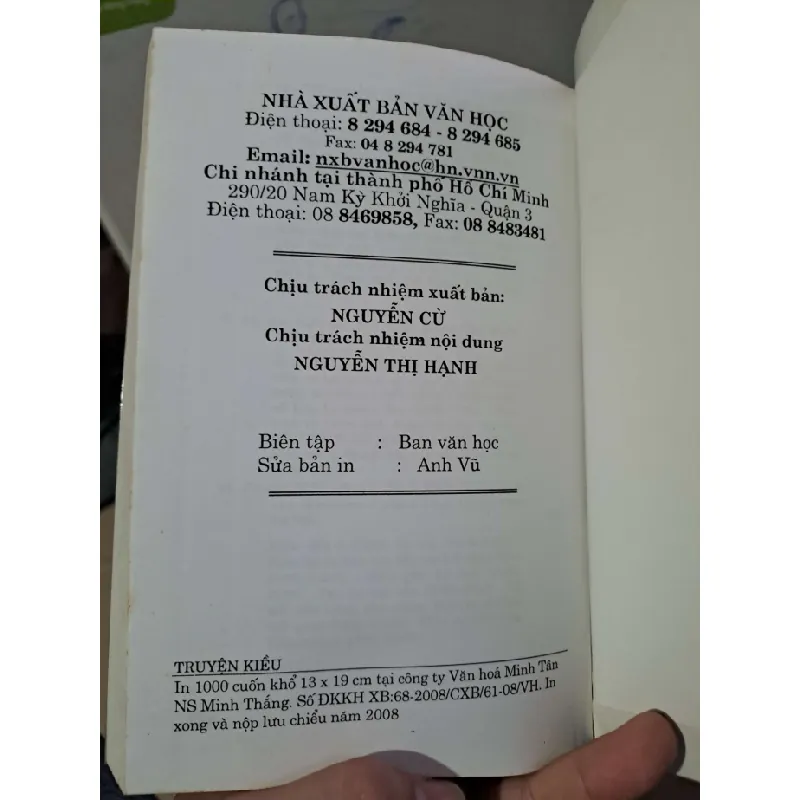 NHÀ XUẤT BẢN VĂN HỌC
Điện thoại: 8 294 684 - 8 294 685
Fax: 04 8 294 781
Email: nxbvanhoc@hn.vnn.vn
Chi nhánh tại thành phố Hồ Chí Minh
290/20 Nam Kỳ Khởi Nghĩa - Quận 3
Điện thoại: 08 8469858, Fax: 08 8483481
Chịu trách nhiệm xuất bản:
NGUYỄN CỪ
Chịu trách nhiệm nội dung
NGUYỄN THỊ HẠNH
Biên tập : Ban văn học
Sửa bản in : Anh Vũ
TRUYỆN KIỀU
In 1000 cuốn khổ 13 x 19 cm tại công ty Văn hoá Minh Tân
NS Minh Thắng. Số ĐKKH XB:68-2008/CXB/61-08/VH. In
xong và nộp lưu chiểu năm 2008